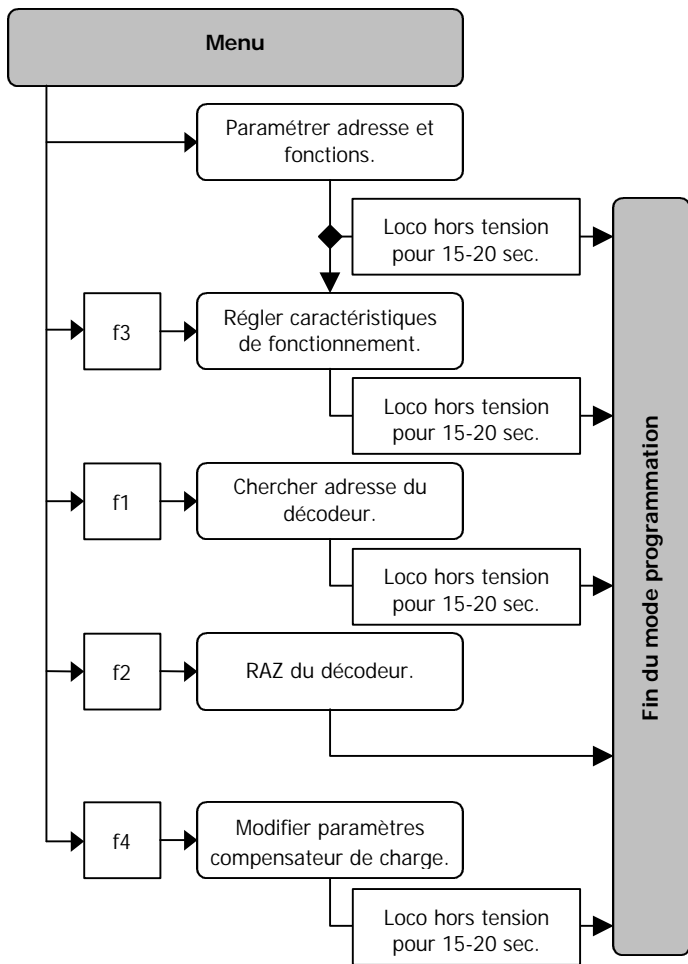 Menu
Paramétrer adresse et
fonctions.
Loco hors tension
pour 15-20 sec.
f3
Régler caractéristiques
de fonctionnement.
Loco hors tension
pour 15-20 sec.
f1
Chercher adresse du
décodeur.
Loco hors tension
pour 15-20 sec.
f2
RAZ du décodeur.
f4
Modifier paramètres
compensateur de charge.
Loco hors tension
pour 15-20 sec.
Fin du mode programmation